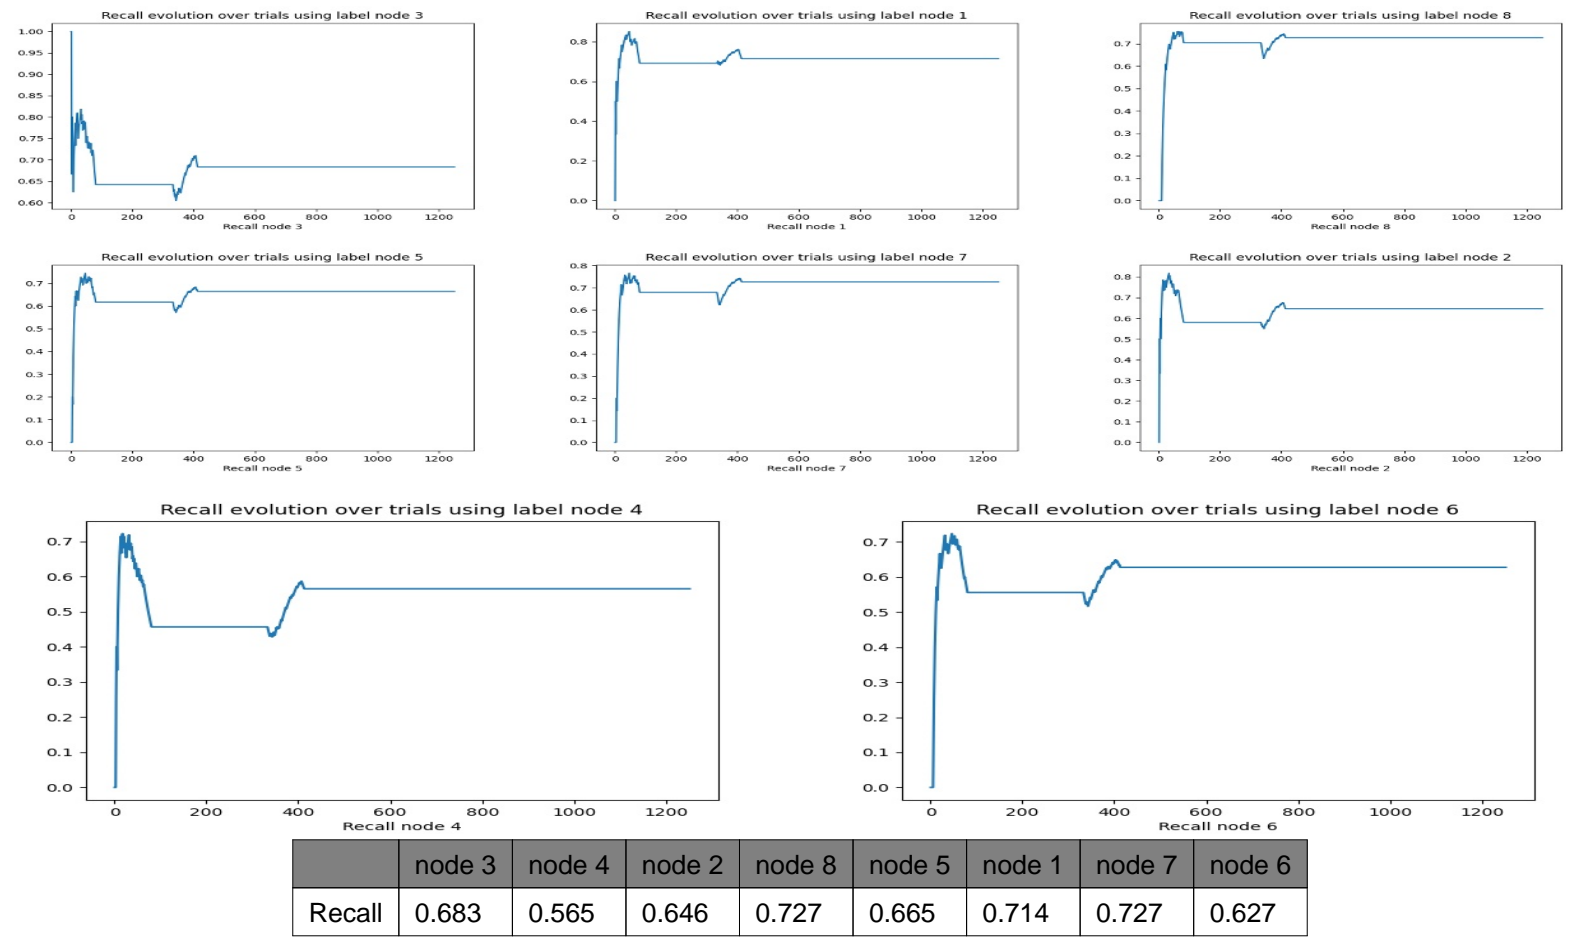 Recall evolution over trials using label node 3
1.00
0.95
0.90
0.85
0.80
0.75
0.70
0.65
0.60
0 200 400 600 800 1000 1200
Recall node 3
Recall evolution over trials using label node 1
0.8
0.6
0.4
0.2
0.0
0 200 400 600 800 1000 1200
Recall node 1
Recall evolution over trials using label node 8
0.7
0.6
0.5
0.4
0.3
0.2
0.1
0.0
0 200 400 600 800 1000 1200
Recall node 8
Recall evolution over trials using label node 5
0.7
0.6
0.5
0.4
0.3
0.2
0.1
0.0
0 200 400 600 800 1000 1200
Recall node 5
Recall evolution over trials using label node 7
0.8
0.7
0.6
0.5
0.4
0.3
0.2
0.1
0.0
0 200 400 600 800 1000 1200
Recall node 7
Recall evolution over trials using label node 2
0.8
0.7
0.6
0.5
0.4
0.3
0.2
0.1
0.0
0 200 400 600 800 1000 1200
Recall node 2
Recall evolution over trials using label node 4
0.7
0.6
0.5
0.4
0.3
0.2
0.1
0.0
0 200 400 600 800 1000 1200
Recall node 4
Recall evolution over trials using label node 6
0.7
0.6
0.5
0.4
0.3
0.2
0.1
0.0
0 200 400 600 800 1000 1200
Recall node 6
node 3 node 4 node 2 node 8 node 5 node 1 node 7 node 6
Recall 0.683 0.565 0.646 0.727 0.665 0.714 0.727 0.627